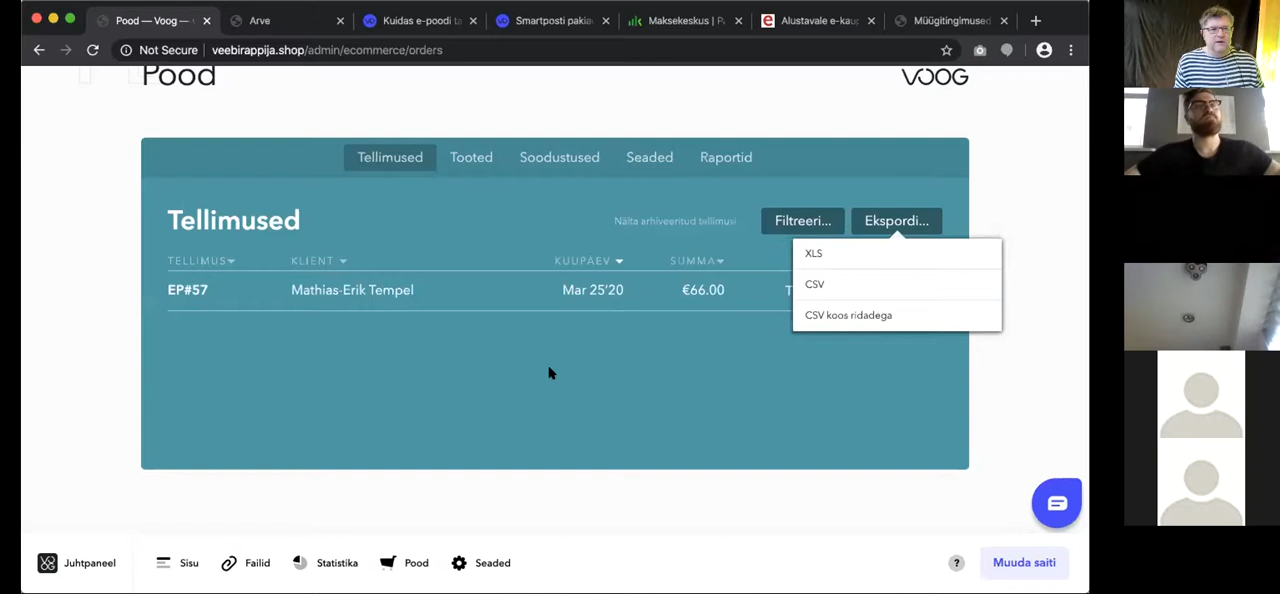 Pood — Voog —
Arve
Kuidas e-poodi ta
Smartposti pakia
Maksekeskus | Pa
Alustavale e-kau
Müügitingimused
Not Secure
veebirappija.shop/admin/ecommerce/orders
Pood
VOOG
Tellimused
Tooted
Soodustused
Seaded
Raportid
Tellimused
Näita arhiveeritud tellimusi
Filtreeri...
Ekspordi...
TELLIMUS
KLIENT
KUUPÄEV
SUMMA
XLS
EP#57
Mathias-Erik Tempel
Mar 25'20
€66.00
T
CSV
CSV koos ridadega
Juhtpaneel
Sisu
Failid
Statistika
Pood
Seaded
?
Muuda saiti